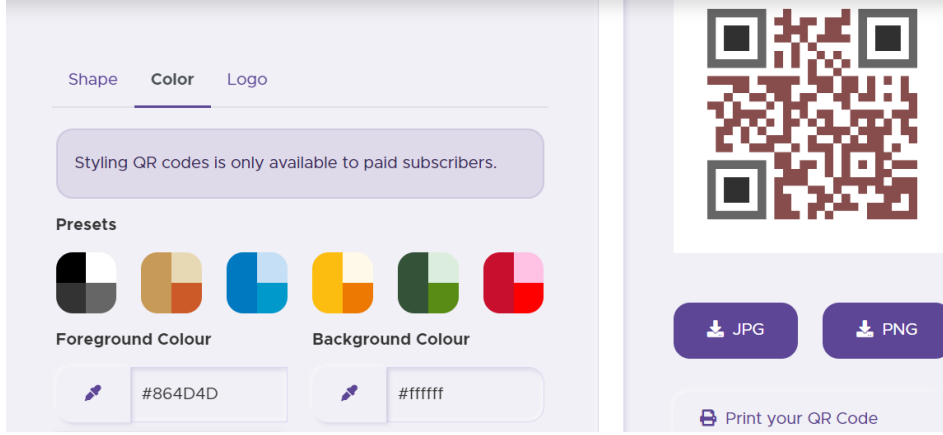 Shape Color Logo
Styling QR codes is only available to paid subscribers.
Presets
Foreground Colour Background Colour
#864D4D #ffffff
JPG PNG
Print your QR Code